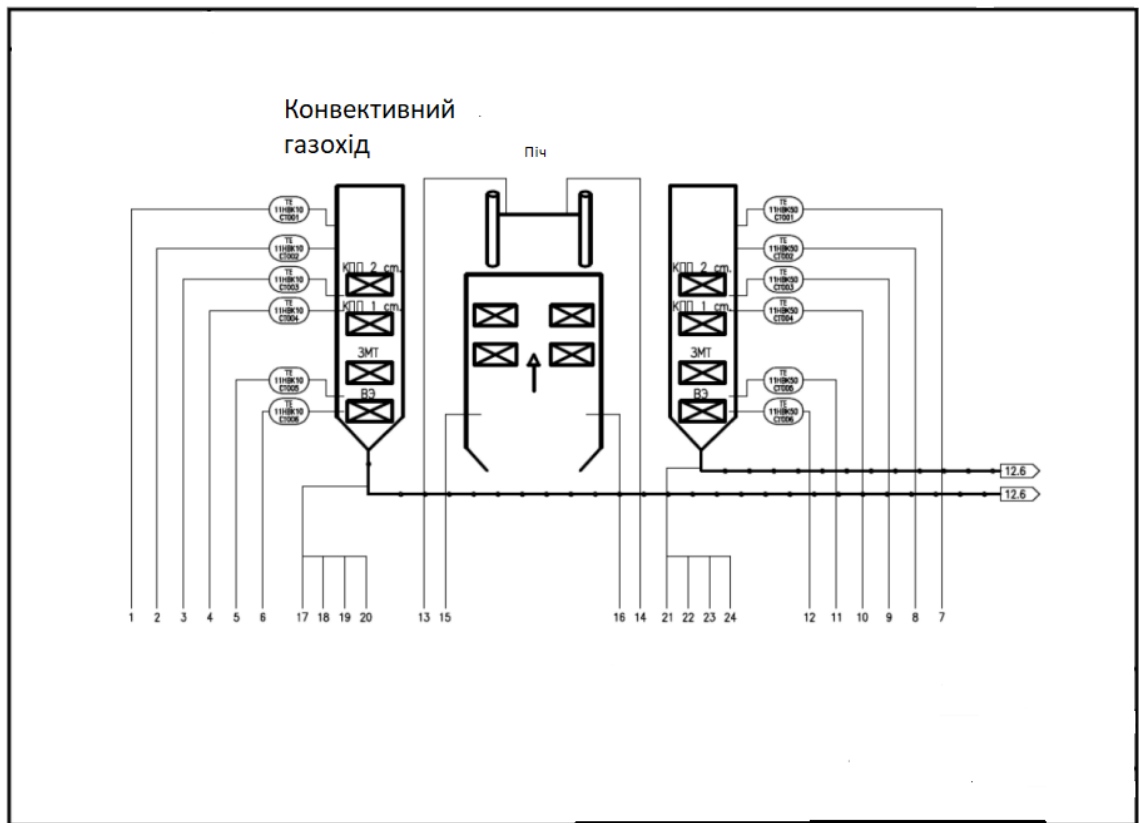 Конвективний
газохід
Піч
TE
11HBK10
CT001
TE
11HBK10
CT002
TE
11HBK10
CT003
TE
11HBK10
CT004
TE
11HBK10
CT005
TE
11HBK10
CT006
КПП 2 ст.
КПП 1 ст.
ЗМТ
ВЭ
КПП 2 ст.
КПП 1 ст.
ЗМТ
ВЭ
TE
11HBK50
CT001
TE
11HBK50
CT002
TE
11HBK50
CT003
TE
11HBK50
CT004
TE
11HBK50
CT005
TE
11HBK50
CT006
12.6
12.6
1 2 3 4 5 6 17 18 19 20 13 15 16 14 21 22 23 24 12 11 10 9 8 7